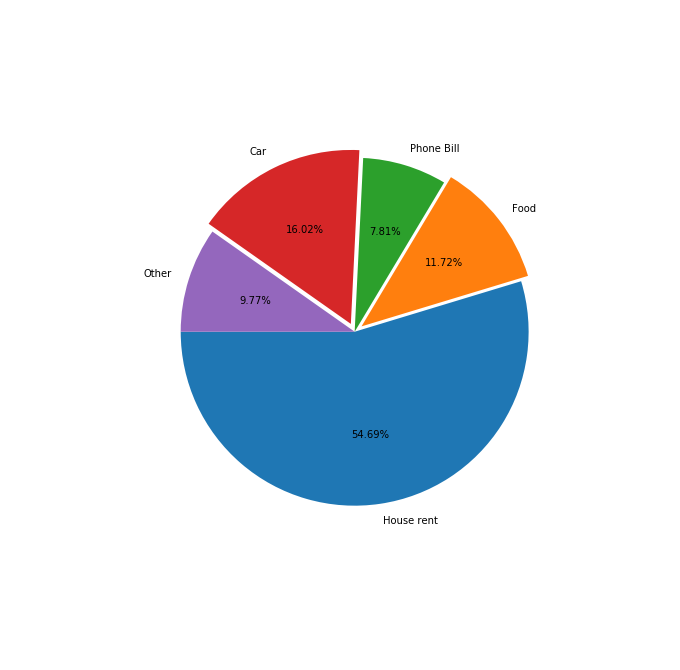 Phone Bill
Car
Food
16.02%
7.81%
11.72%
Other
9.77%
54.69%
House rent